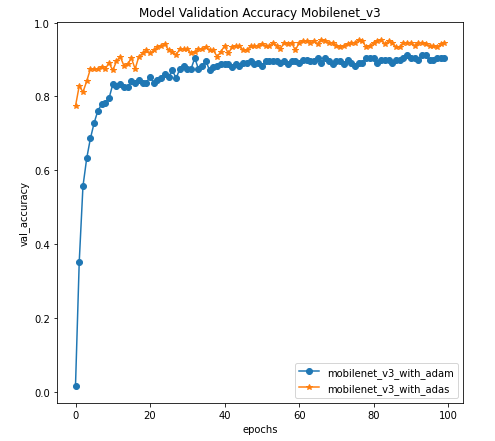 Model Validation Accuracy Mobilenet_v3
1.0
0.8
0.6
0.4
0.2
0.0
val_accuracy
0
20
40
60
80
100
epochs
mobilenet_v3_with_adam
mobilenet_v3_with_adas